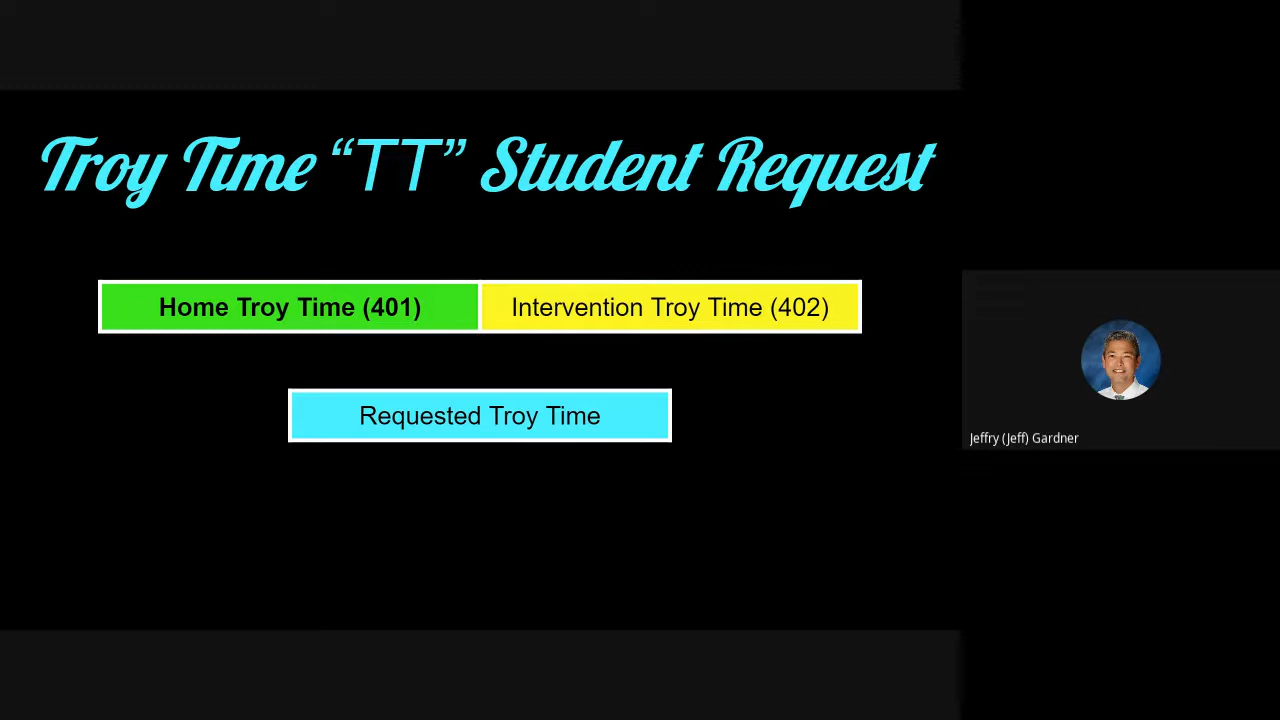 Troy Time “TT” Student Request
Home Troy Time (401) Intervention Troy Time (402)
Requested Troy Time
Jeffry (Jeff) Gardner